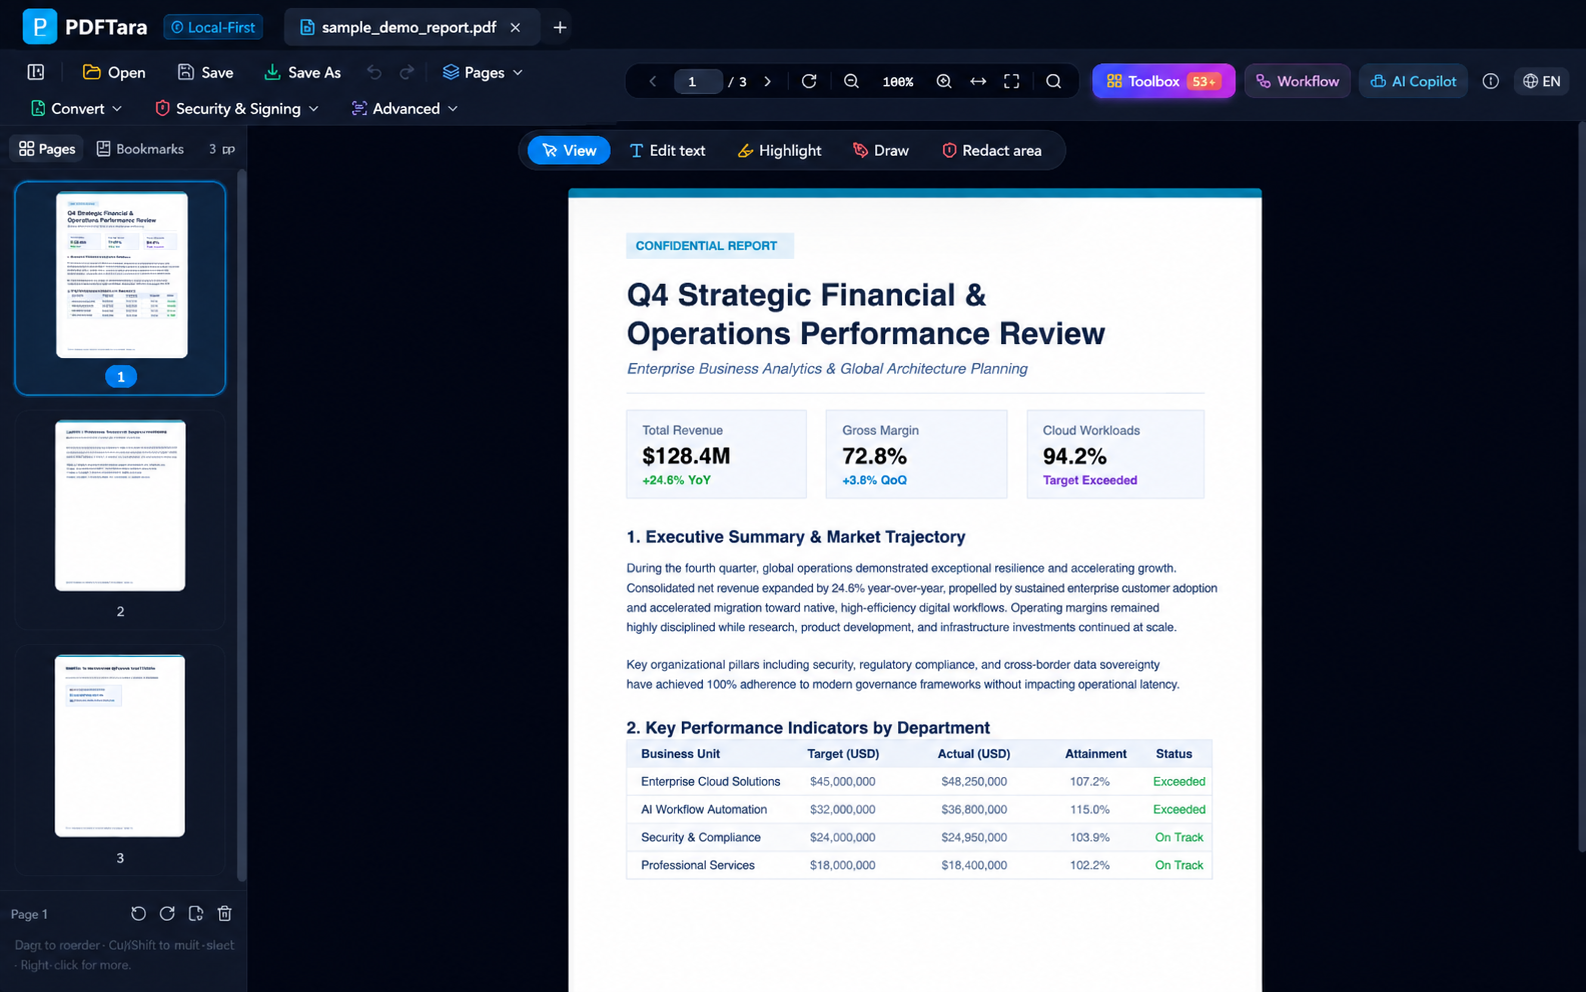 PDFTara
Local-First
sample_demo_report.pdf
Open
Save
Save As
Pages
1 / 3
100%
Toolbox 53+
Workflow
AI Copilot
EN
Convert
Security & Signing
Advanced
Pages
Bookmarks
3 pp
View
Edit text
Highlight
Draw
Redact area
Q4 Strategic Financial &
Operations Performance Review
1
2
3
Page 1
to
to
Right-click for more.
CONFIDENTIAL REPORT
Q4 Strategic Financial &
Operations Performance Review
Enterprise Business Analytics & Global Architecture Planning
Total Revenue
$128.4M
+24.6% YoY
Gross Margin
72.8%
+3.8% QoQ
Cloud Workloads
94.2%
Target Exceeded
1. Executive Summary & Market Trajectory
During the fourth quarter, global operations demonstrated exceptional resilience and accelerating growth.
Consolidated net revenue expanded by 24.6% year-over-year, propelled by sustained enterprise customer adoption
and accelerated migration toward native, high-efficiency digital workflows. Operating margins remained
highly disciplined while research, product development, and infrastructure investments continued at scale.
Key organizational pillars including security, regulatory compliance, and cross-border data sovereignty
have achieved 100% adherence to modern governance frameworks without impacting operational latency.
2. Key Performance Indicators by Department
Business Unit Target (USD) Actual (USD) Attainment Status
Enterprise Cloud Solutions $45,000,000 $48,250,000 107.2% Exceeded
AI Workflow Automation $32,000,000 $36,800,000 115.0% Exceeded
Security & Compliance $24,000,000 $24,950,000 103.9% On Track
Professional Services $18,000,000 $18,400,000 102.2% On Track